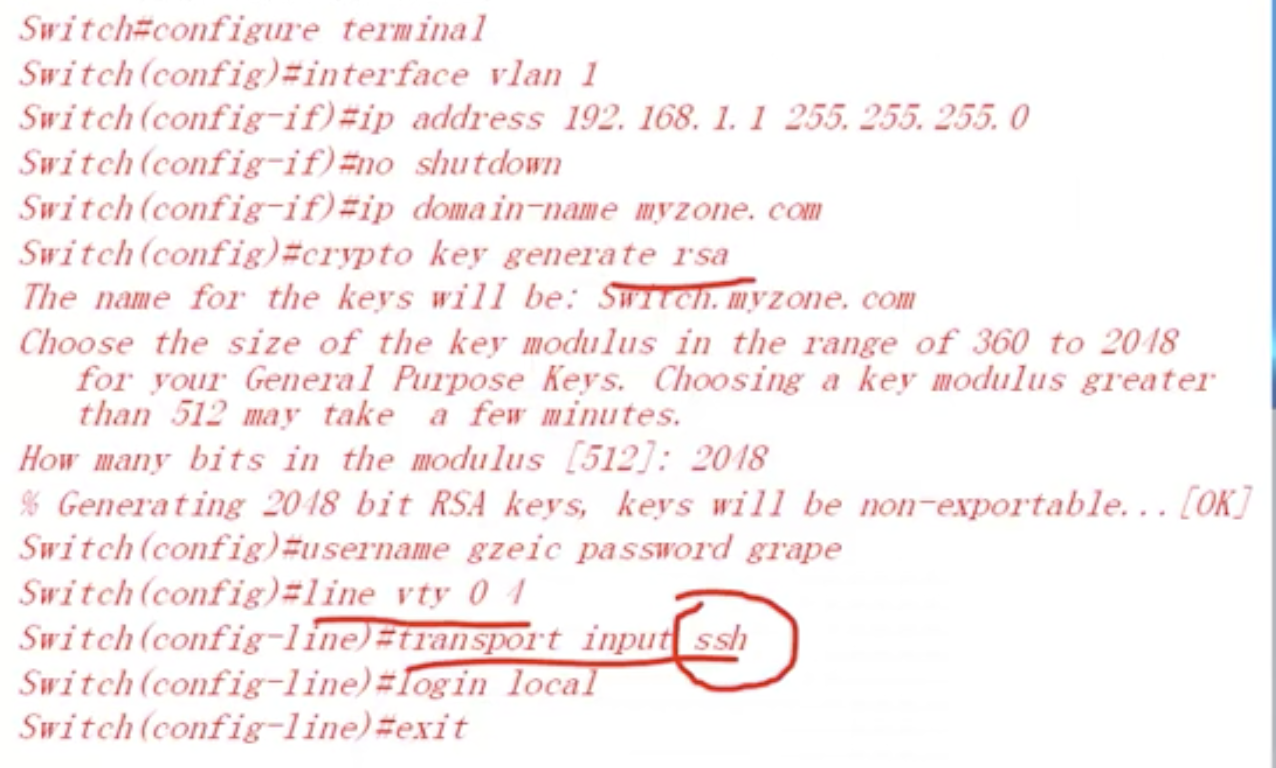 Switch#configure terminal
Switch(config)#interface vlan 1
Switch(config-if)#ip address 192.168.1.1 255.255.255.0
Switch(config-if)#no shutdown
Switch(config-if)#ip domain-name myzone.com
Switch(config)#crypto key generate rsa
The name for the keys will be: Switch.myzone.com
Choose the size of the key modulus in the range of 360 to 2048
for your General Purpose Keys. Choosing a key modulus greater
than 512 may take a few minutes.
How many bits in the modulus [512]: 2048
% Generating 2048 bit RSA keys, keys will be non-exportable...[OK]
Switch(config)#username gzeic password grape
Switch(config)#line vty 0 4
Switch(config-line)#transport input ssh
Switch(config-line)#login local
Switch(config-line)#exit